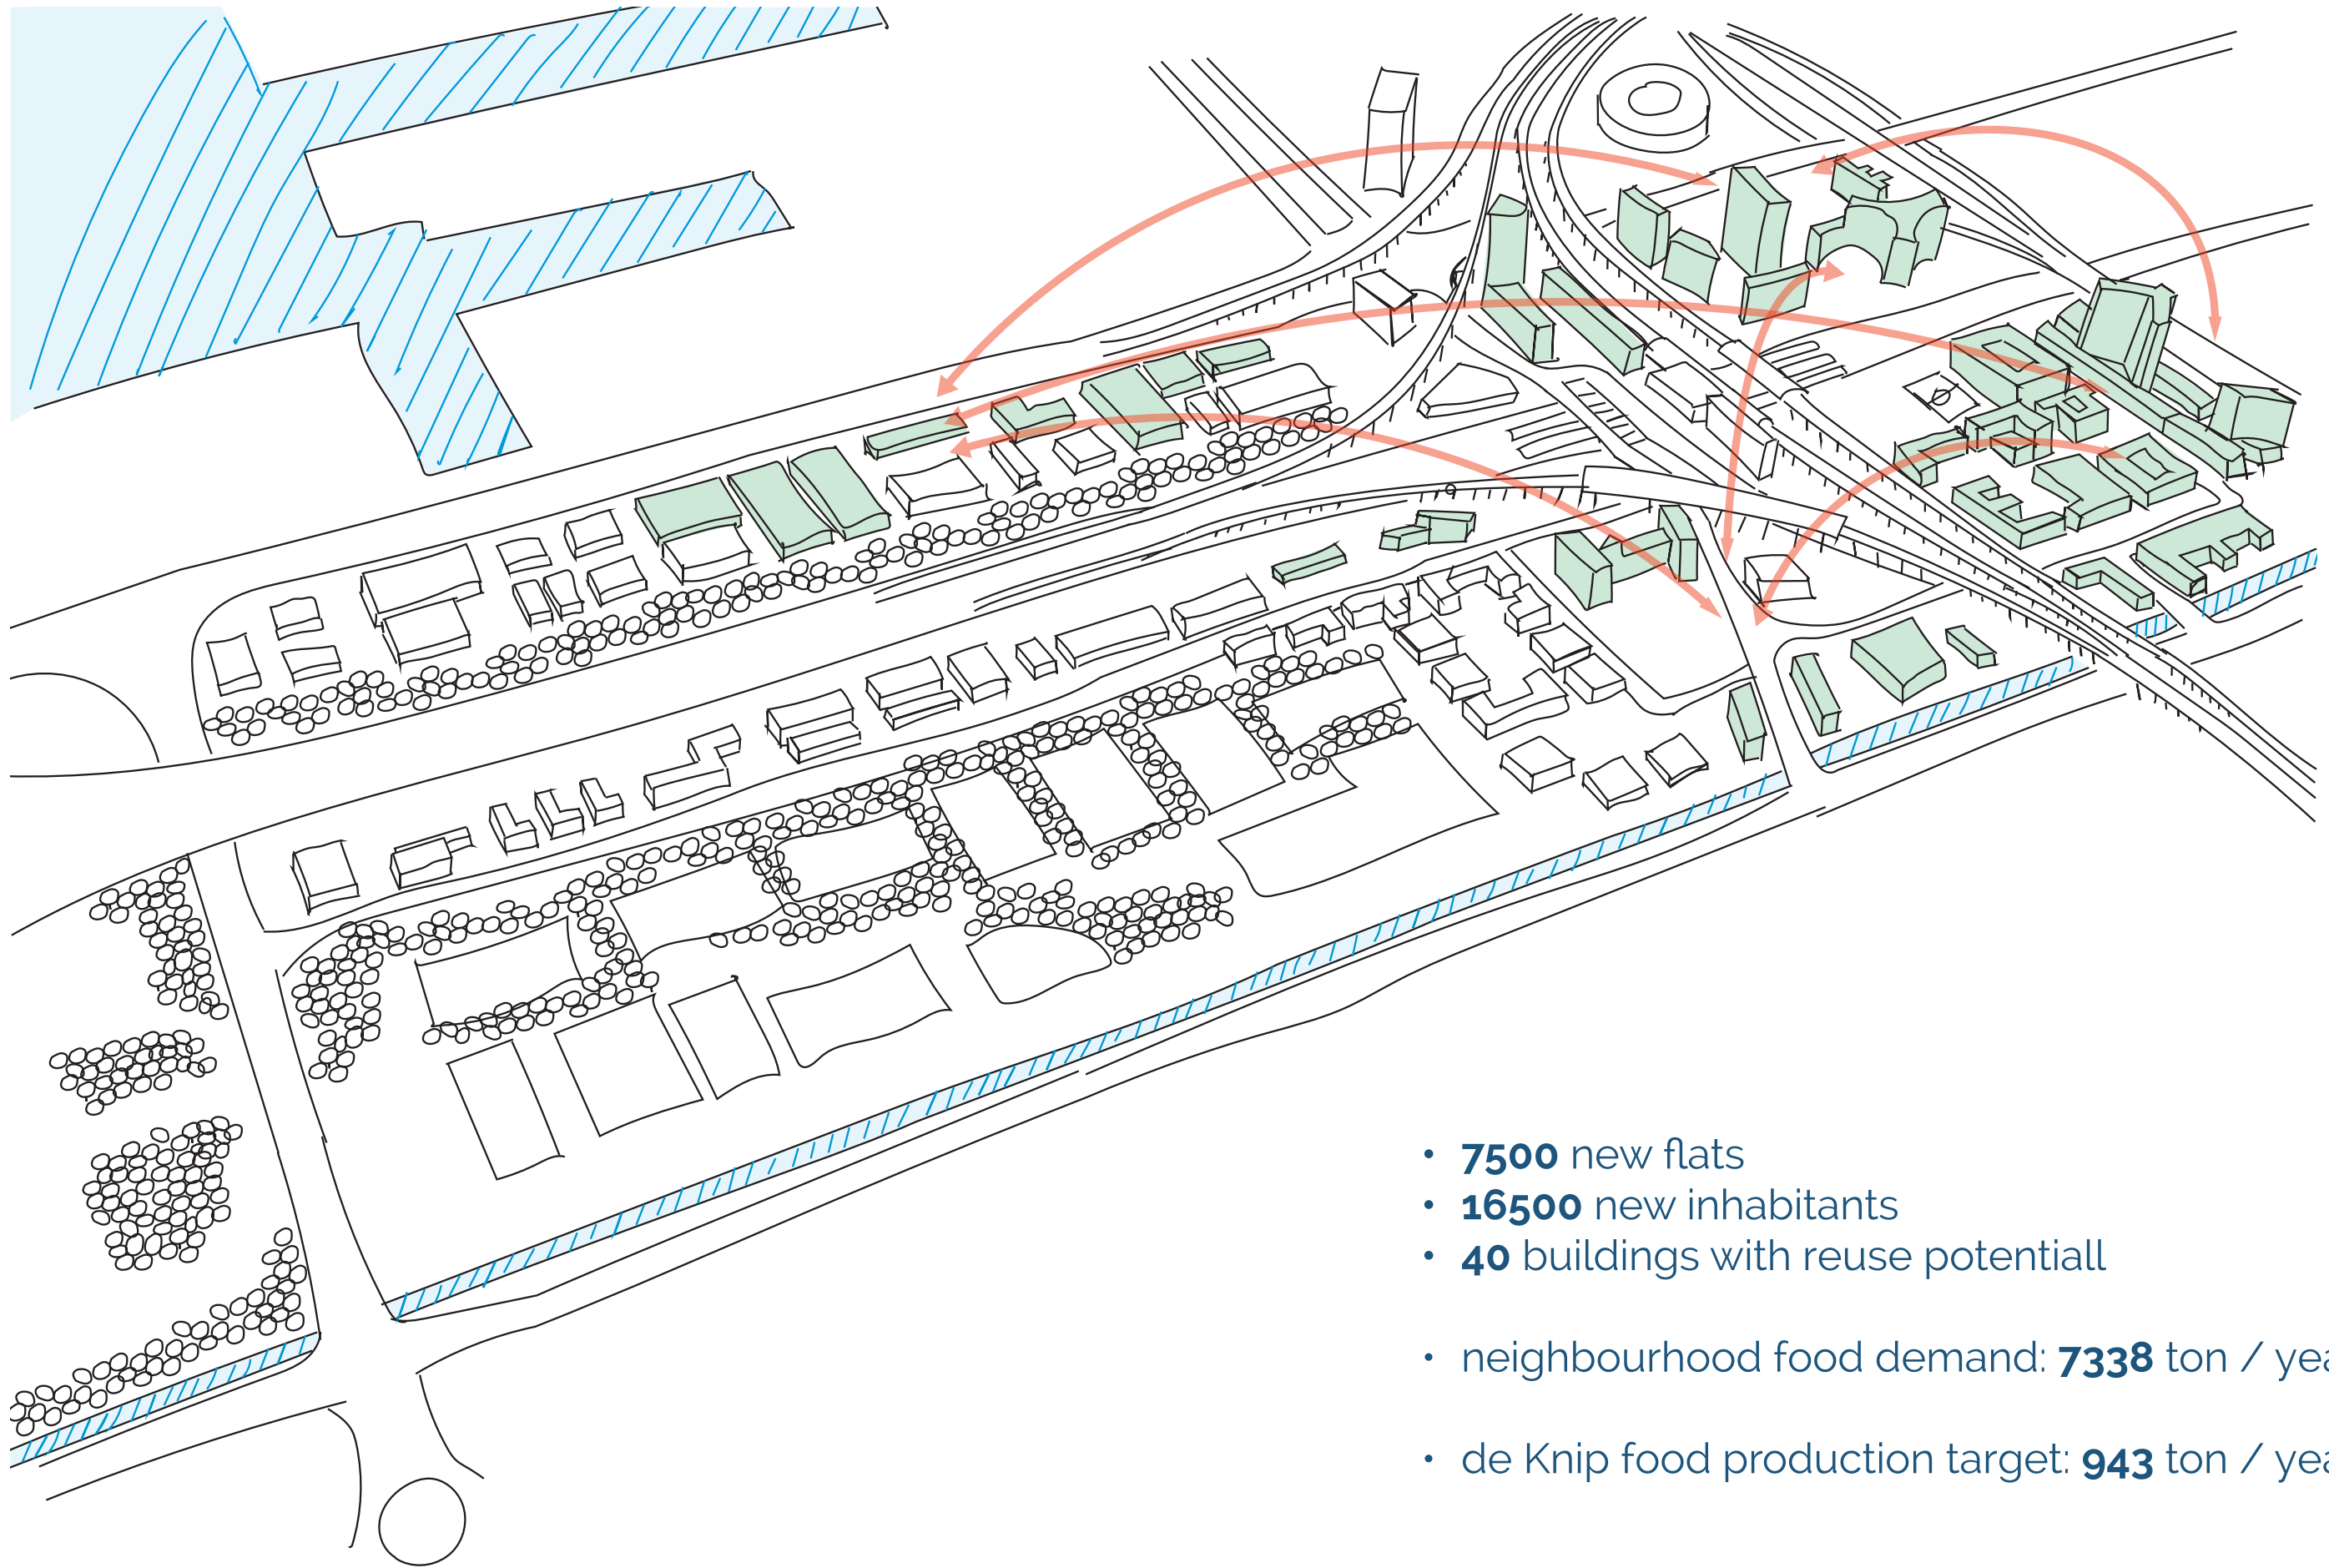 • 7500 new flats
• 16500 new inhabitants
• 40 buildings with reuse potentiall
• neighbourhood food demand: 7338 ton / yea
• de Knip food production target: 943 ton / yea